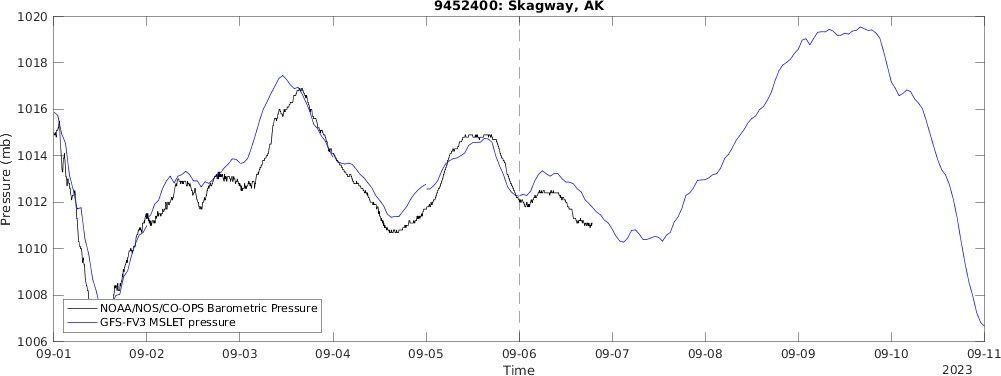 9452400: Skagway, AK
1020
1018
1016
1014
1012
1010
1008
1006
Pressure (mb)
NOAA/NOS/CO-OPS Barometric Pressure
GFS-FV3 MSLET pressure
09-01 09-02 09-03 09-04 09-05 09-06 09-07 09-08 09-09 09-10 09-11
Time
2023